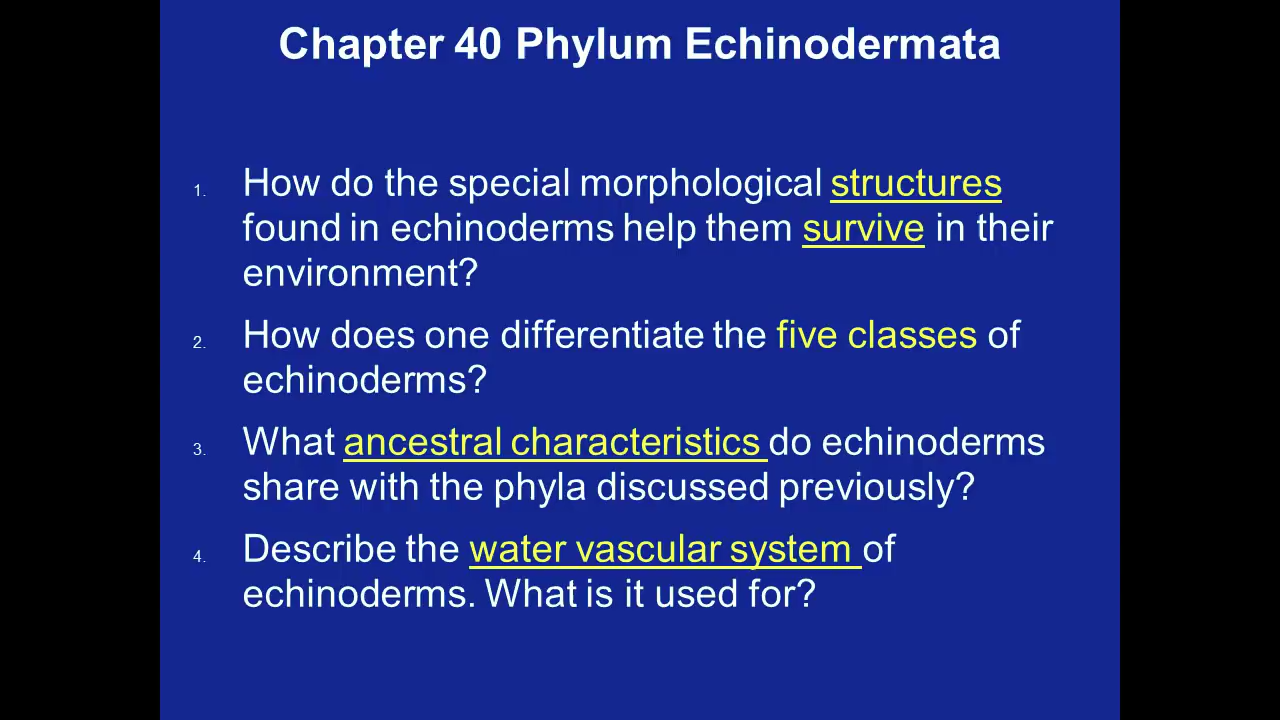 Chapter 40 Phylum Echinodermata
1. How do the special morphological structures
found in echinoderms help them survive in their
environment?
2. How does one differentiate the five classes of
echinoderms?
3. What ancestral characteristics do echinoderms
share with the phyla discussed previously?
4. Describe the water vascular system of
echinoderms. What is it used for?